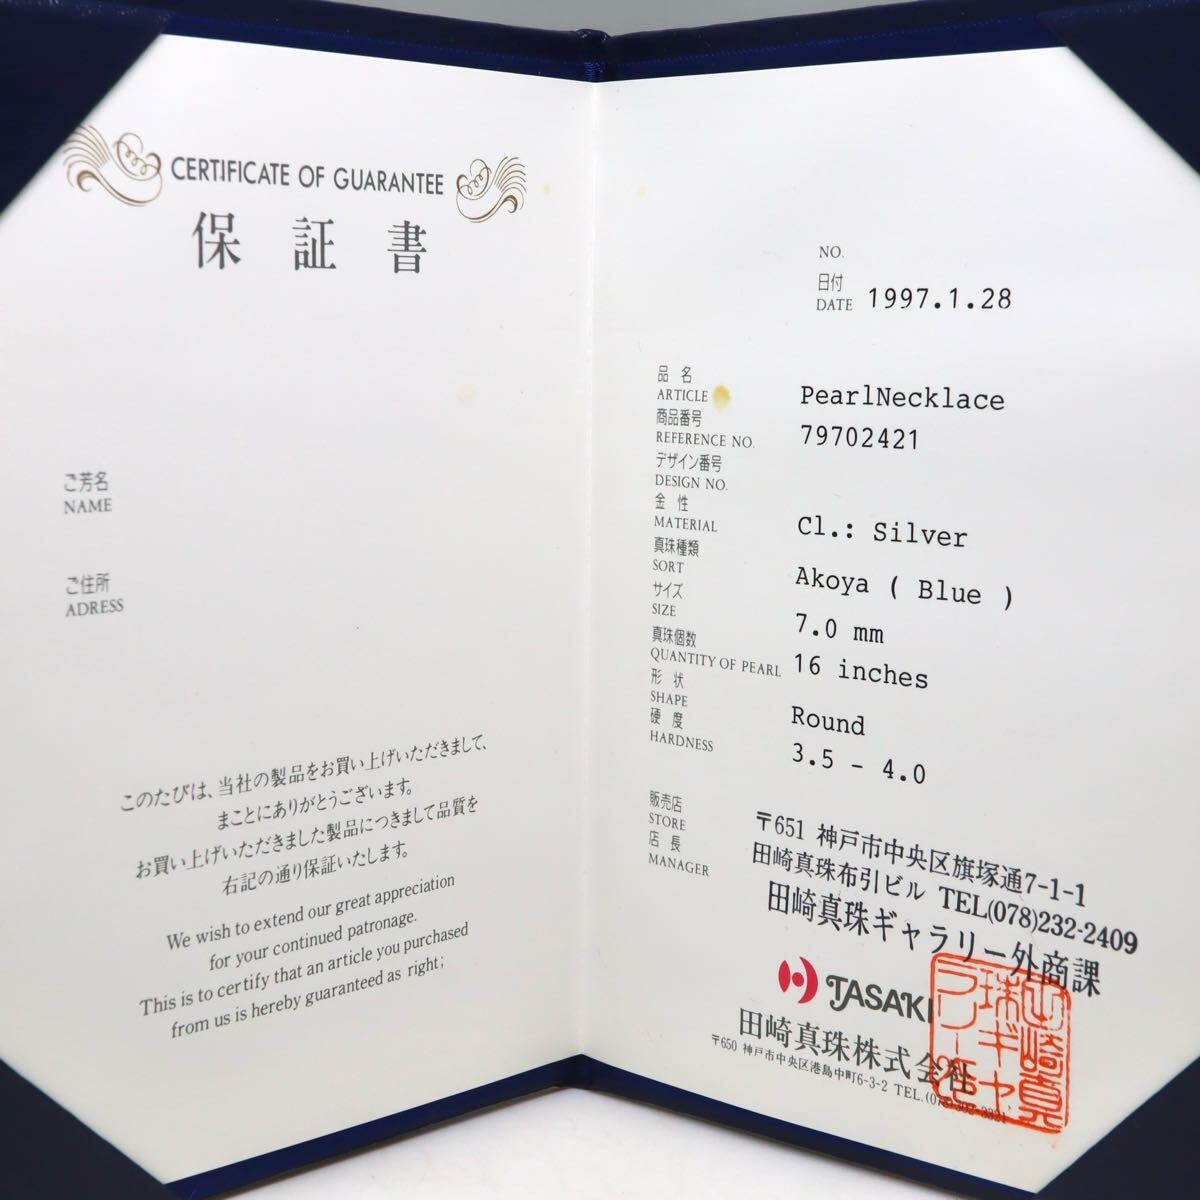 CERTIFICATE OF GUARANTEE
保証書
ご芳名
NAME
ご住所
ADRESS
このたびは、当社の製品をお買い上げいただきまして、
まことにありがとうございます。
お買い上げいただきました製品につきまして品質を
右記の通り保証いたします。
We wish to extend our great appreciation
for your continued patronage.
This is to certify that an article you purchased
from us is hereby guaranteed as right;
NO.
日付
DATE 1997.1.28
品名
ARTICLE PearlNecklace
商品番号
REFERENCE NO. 79702421
デザイン番号
DESIGN NO.
金性
MATERIAL Cl.: Silver
真珠種類
SORT Akoya ( Blue )
サイズ
SIZE 7.0 mm
真珠個数
QUANTITY OF PEARL 16 inches
形状
SHAPE Round
硬度
HARDNESS 3.5 - 4.0
販売店
STORE
店長
MANAGER
〒651 神戸市中央区旗塚通7-1-1
田崎真珠布引ビル TEL(078)232-2409
田崎真珠ギャラリー外商課
TASAKI
田崎真珠株式会社
〒650 神戸市中央区港島中町6-3-2 TEL.(078)302-3321